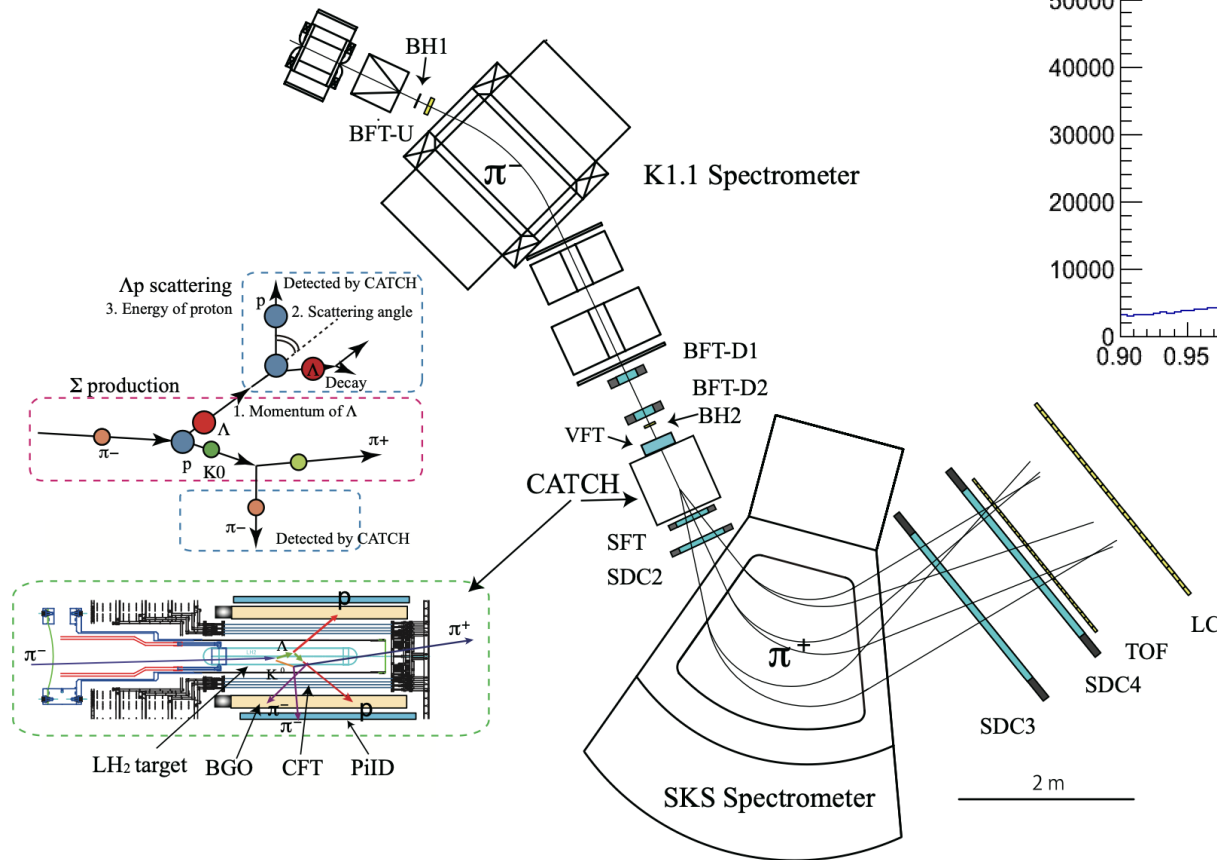 50000
40000
30000
20000
10000
0
0.90 0.95
BH1
BFT-U
π−
K1.1 Spectrometer
Λp scattering
3. Energy of proton
Detected by CATCH
p
2. Scattering angle
Λ
Decay
Σ production
1. Momentum of Λ
Λ
π−
p
K0
π+
π−
Detected by CATCH
BFT-D1
BFT-D2
BH2
VFT
CATCH
SFT
SDC2
π+
SKS Spectrometer
LC
TOF
SDC4
SDC3
2 m
p
π+
π−
Λ
K0
π−
π−
p
LH2 target
BGO
CFT
PiID